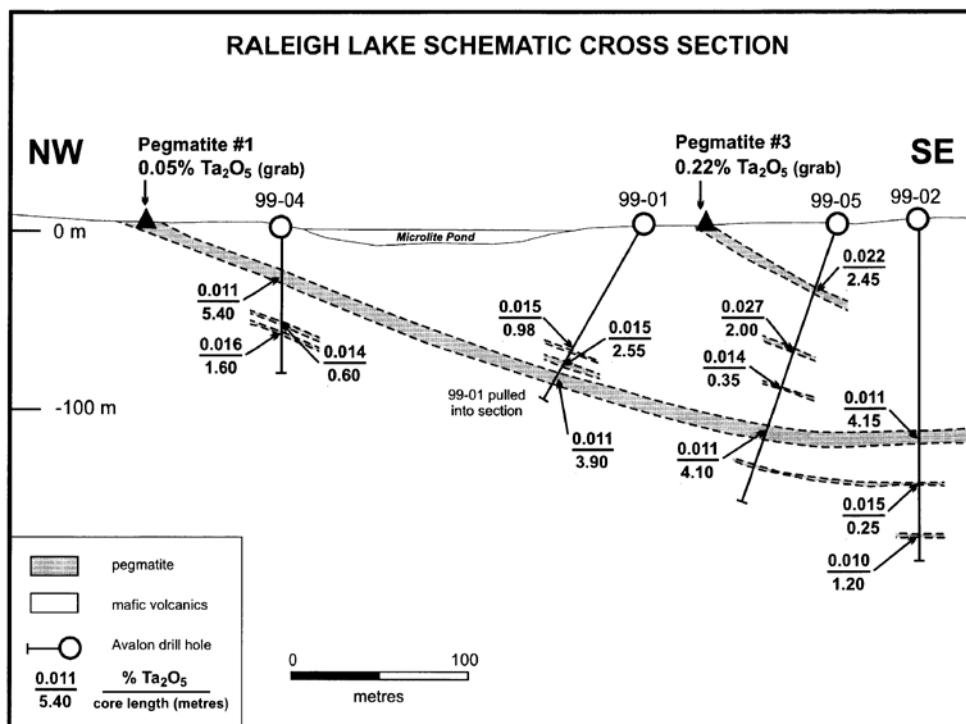 RALEIGH LAKE SCHEMATIC CROSS SECTION
NW
Pegmatite #1
0.05% Ta₂O₅ (grab)
99-04
99-01
Pegmatite #3
0.22% Ta₂O₅ (grab)
99-05
99-02
SE
0 m
Microlite Pond
0.011
5.40
0.016
1.60
0.014
0.60
0.015
0.98
0.015
2.55
99-01 pulled
into section
0.011
3.90
0.022
2.45
0.027
2.00
0.014
0.35
0.011
4.10
0.011
4.15
0.015
0.25
0.010
1.20
-100 m
pegmatite
mafic volcanics
Avalon drill hole
0.011 % Ta₂O₅
5.40 core length (metres)
0 100
metres